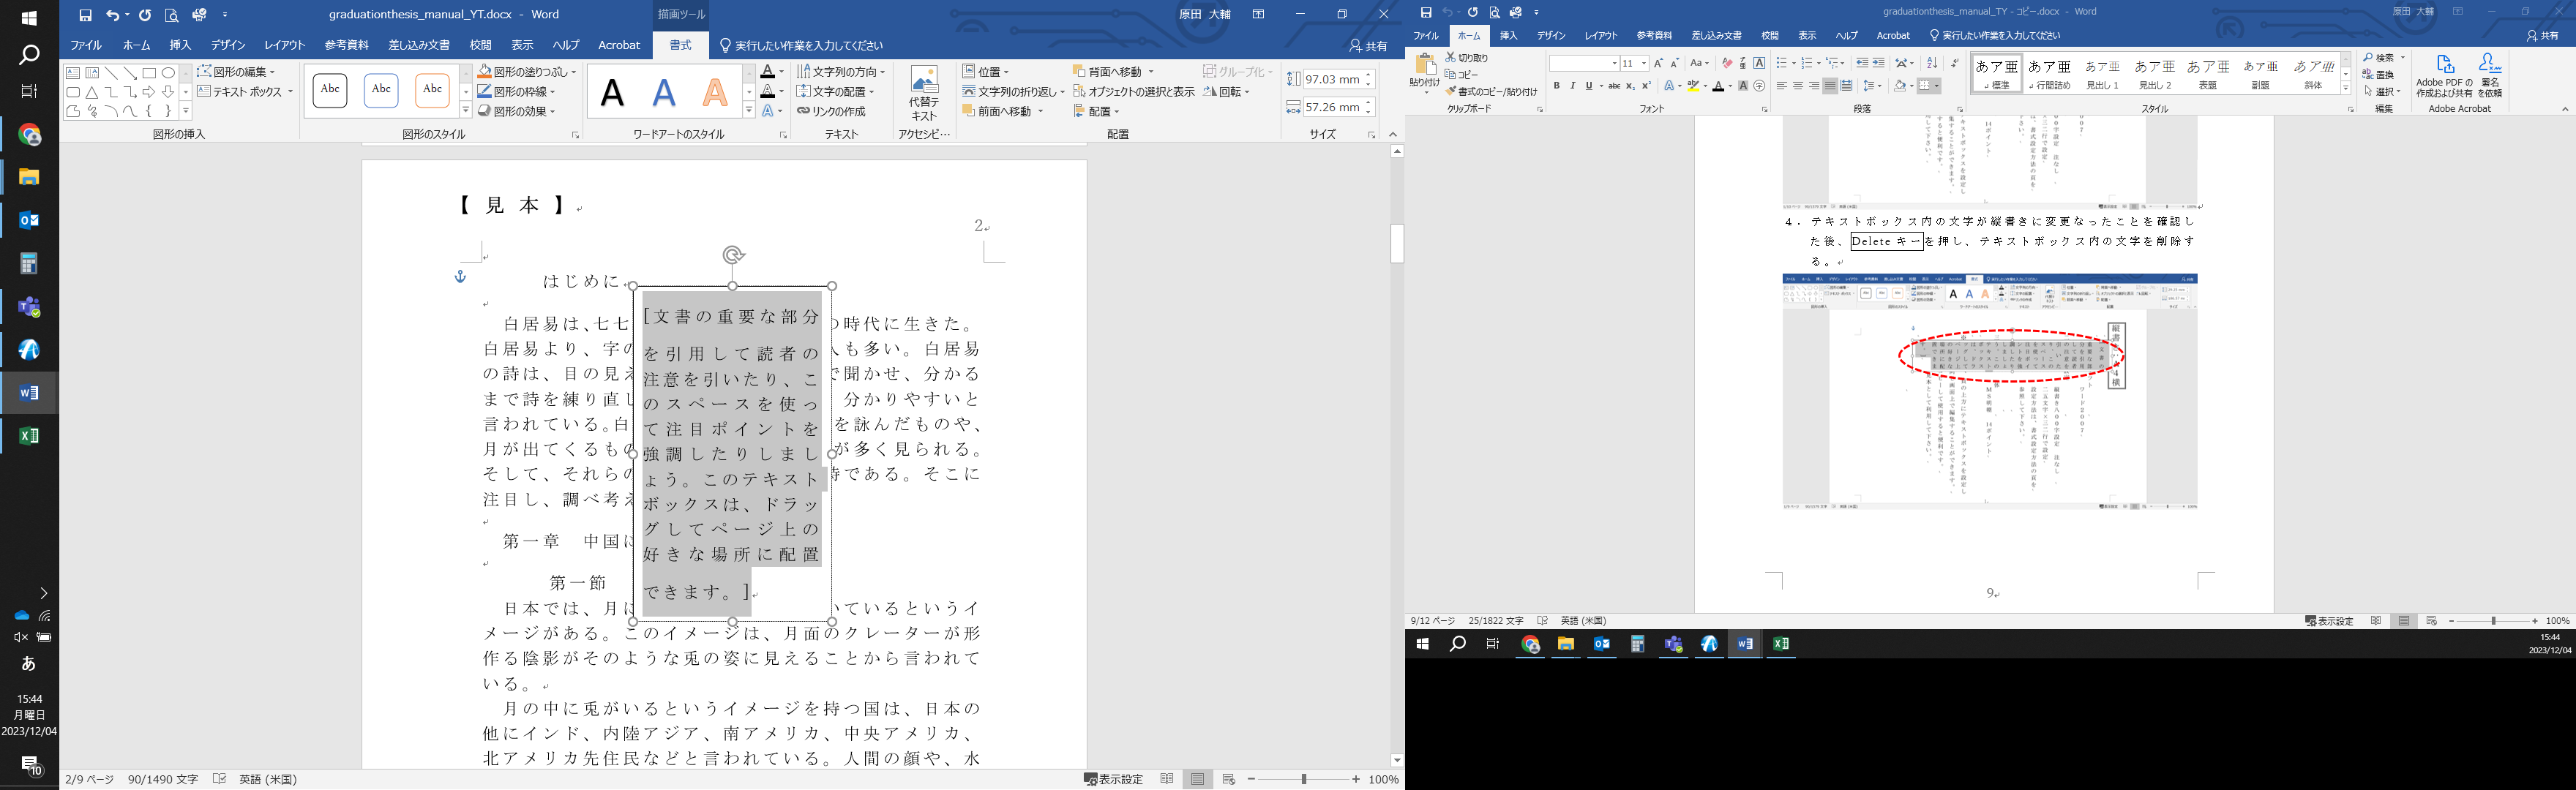 graduationthesis_manual_YT.docx - Word
描画ツール
原田 大輔
ファイル ホーム 挿入 デザイン レイアウト 参考資料 差し込み文書 校閲 表示 ヘルプ Acrobat 書式 実行したい作業を入力してください 共有
図形の編集
テキスト ボックス
図形の挿入
Abc Abc Abc
図形の塗りつぶし
図形の枠線
図形の効果
図形のスタイル
A A A
ワードアートのスタイル
文字列の方向
文字の配置
リンクの作成
テキスト
代替テキスト
アクセシビ...
位置
文字列の折り返し
前面へ移動
背面へ移動
オブジェクトの選択と表示
配置
グループ化
回転
配置
97.03 mm
57.26 mm
サイズ
【 見 本 】
2
はじめに
白居易は、七七
の時代に生きた。
白居易より、字の
人も多い。白居易
の詩は、目の見え
で聞かせ、分かる
まで詩を練り直し
分かりやすいと
言われている。白
を詠んだものや、
月が出てくるもの
が多く見られる。
そして、それらの
詩である。そこに
注目し、調べ考え
[文書の重要な部分
を引用して読者の
注意を引いたり、こ
のスペースを使っ
て注目ポイントを
強調したりしまし
ょう。このテキスト
ボックスは、ドラッ
グしてページ上の
好きな場所に配置
できます。]
第一章 中国に
第一節
日本では、月に
いているというイ
メージがある。このイメージは、月面のクレーターが形
作る陰影がそのような兎の姿に見えることから言われて
いる。
月の中に兎がいるというイメージを持つ国は、日本の
他にインド、内陸アジア、南アメリカ、中央アメリカ、
北アメリカ先住民などと言われている。人間の顔や、水
2/9 ページ 90/1490 文字 英語 (米国) 表示設定 100%
あ
15:44
月曜日
2023/12/04
10
graduationthesis_manual_TY - コピー.docx - Word
原田 大輔
ファイル ホーム 挿入 デザイン レイアウト 参考資料 差し込み文書 校閲 表示 ヘルプ Acrobat 実行したい作業を入力してください 共有
貼り付け
切り取り
コピー
書式のコピー/貼り付け
クリップボード
11
フォント
段落
あア亜 あア亜 あア亜 あア亜 あア亜 あア亜 あア亜
標準 行間詰め 見出し 1 見出し 2 表題 副題 斜体
スタイル
検索
置換
選択
編集
Adobe PDF の作成および共有
署名を依頼
Adobe Acrobat
4．テキストボックス内の文字が縦書きに変更なったことを確認し
た後、Delete キーを押し、テキストボックス内の文字を削除す
る。
9
9/12 ページ 25/1822 文字 英語 (米国) 表示設定 100%
15:44
2023/12/04